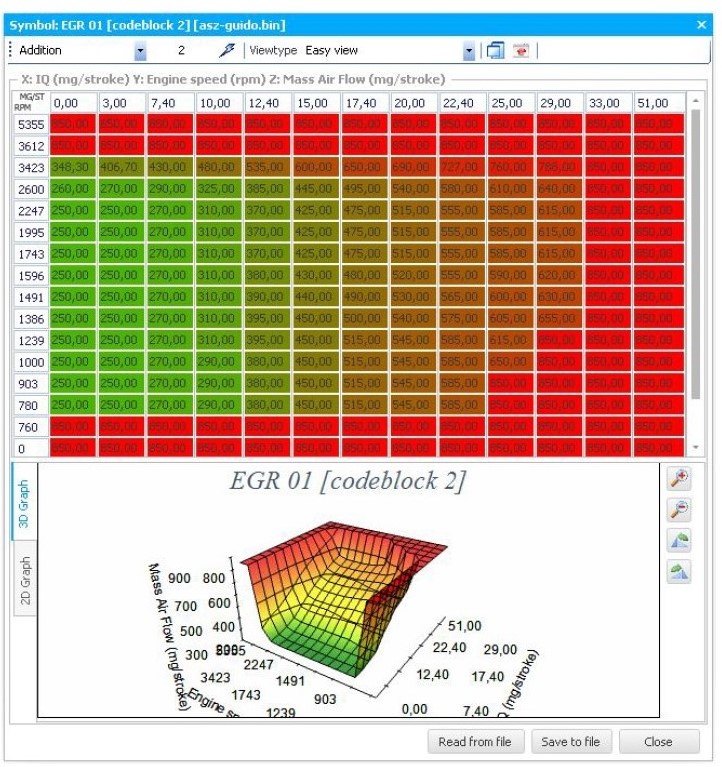 Symbol: EGR 01 [codeblock 2] [asz-guido.bin] ×
Addition 2 Viewtype Easy view
X: IQ (mg/stroke) Y: Engine speed (rpm) Z: Mass Air Flow (mg/stroke)
MG/ST RPM 0,00 3,00 7,40 10,00 12,40 15,00 17,40 20,00 22,40 25,00 29,00 33,00 51,00
5355 850,00 850,00 850,00 850,00 850,00 850,00 850,00 850,00 850,00 850,00 850,00 850,00 850,00
3612 850,00 850,00 850,00 850,00 850,00 850,00 850,00 850,00 850,00 850,00 850,00 850,00 850,00
3423 348,30 406,70 430,00 480,00 535,00 600,00 650,00 690,00 727,00 760,00 788,00 850,00 850,00
2600 260,00 270,00 290,00 325,00 385,00 445,00 495,00 540,00 580,00 610,00 640,00 850,00 850,00
2247 250,00 250,00 270,00 310,00 370,00 425,00 475,00 515,00 555,00 585,00 615,00 850,00 850,00
1995 250,00 250,00 270,00 310,00 370,00 425,00 475,00 515,00 555,00 585,00 615,00 850,00 850,00
1743 250,00 250,00 270,00 310,00 370,00 425,00 475,00 515,00 555,00 585,00 615,00 850,00 850,00
1596 250,00 250,00 270,00 310,00 380,00 430,00 480,00 520,00 555,00 590,00 620,00 850,00 850,00
1491 250,00 250,00 270,00 310,00 390,00 440,00 490,00 530,00 565,00 600,00 630,00 850,00 850,00
1386 250,00 250,00 270,00 310,00 395,00 450,00 500,00 540,00 575,00 605,00 655,00 850,00 850,00
1239 250,00 250,00 270,00 310,00 395,00 450,00 515,00 545,00 585,00 615,00 850,00 850,00 850,00
1000 250,00 250,00 270,00 290,00 380,00 450,00 515,00 545,00 585,00 650,00 850,00 850,00 850,00
903 250,00 250,00 270,00 290,00 380,00 450,00 515,00 545,00 585,00 850,00 850,00 850,00 850,00
780 250,00 250,00 270,00 290,00 380,00 450,00 515,00 545,00 585,00 850,00 850,00 850,00 850,00
760 850,00 850,00 850,00 850,00 850,00 850,00 850,00 850,00 850,00 850,00 850,00 850,00 850,00
0 850,00 850,00 850,00 850,00 850,00 850,00 850,00 850,00 850,00 850,00 850,00 850,00 850,00
3D Graph
2D Graph
EGR 01 [codeblock 2]
Mass Air Flow (mg/stroke)
900 800
700 600
500 400
300
2247
3423 1491
1743 903
1239
Engine
51,00
22,40 29,00
12,40 17,40
0,00 7,40
(mg/stroke)
Read from file Save to file Close